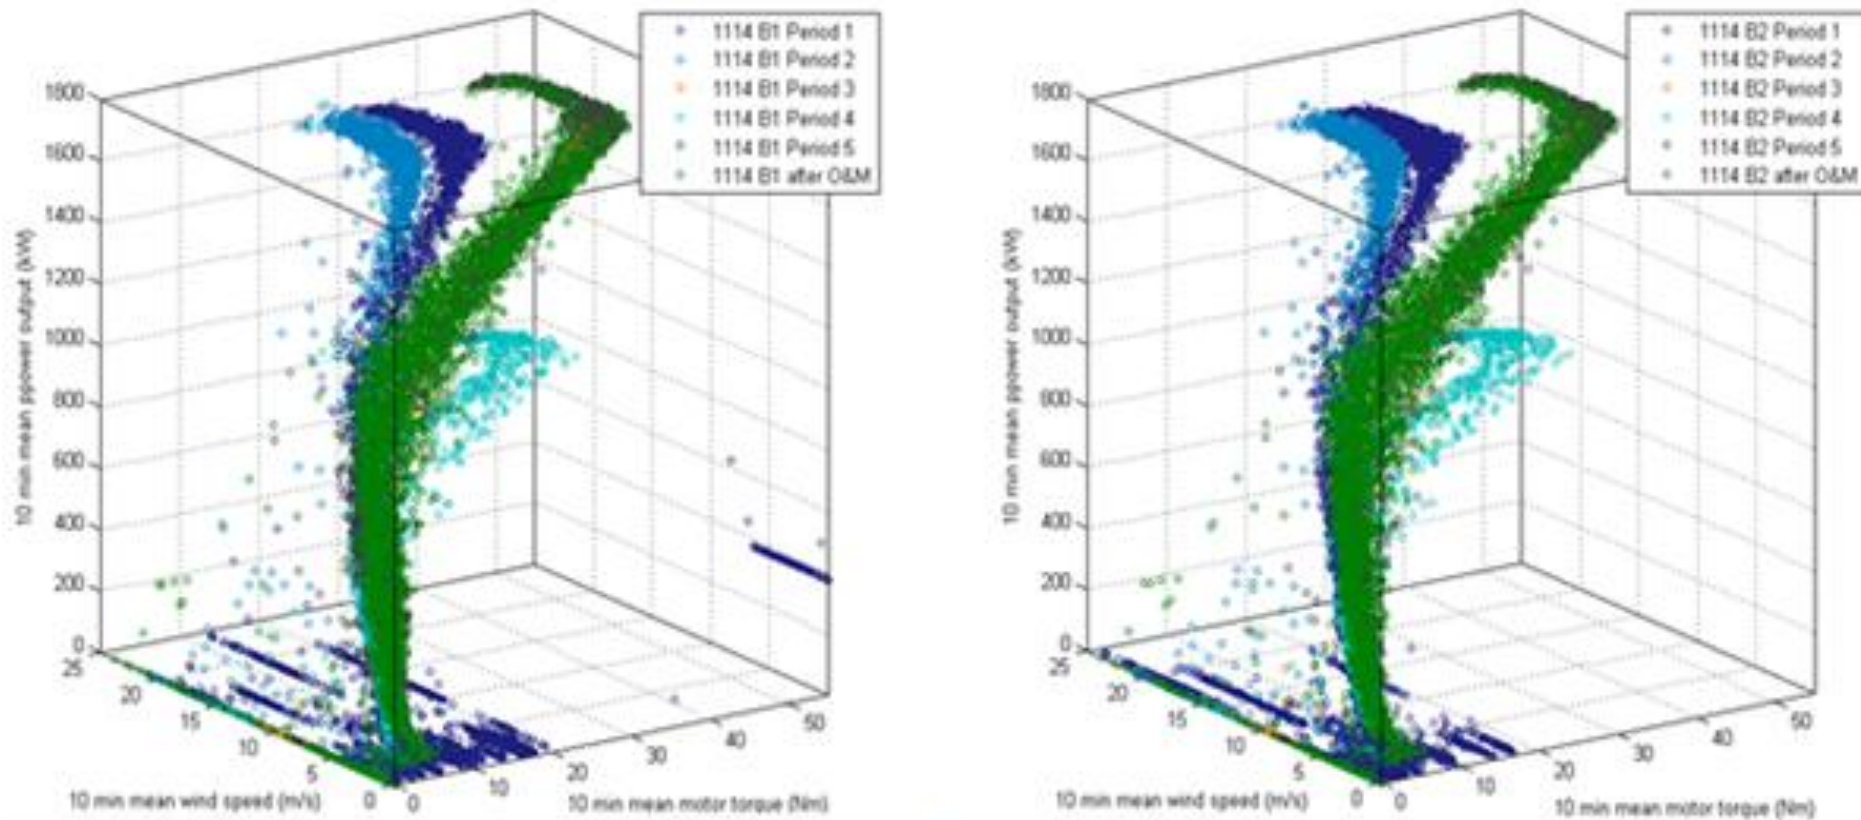 1114 B1 Period 1
1114 B1 Period 2
1114 B1 Period 3
1114 B1 Period 4
1114 B1 Period 5
1114 B1 after O&M
1800
1600
1400
1200
1000
800
600
400
200
0
10 min mean ppower output (kW)
25
20
15
10
5
0
10 min mean wind speed (m/s)
0
10
20
30
40
50
10 min mean motor torque (Nm)
1114 B2 Period 1
1114 B2 Period 2
1114 B2 Period 3
1114 B2 Period 4
1114 B2 Period 5
1114 B2 after O&M
1800
1600
1400
1200
1000
800
600
400
200
0
10 min mean ppower output (kW)
25
20
15
10
5
0
10 min mean wind speed (m/s)
0
10
20
30
40
50
10 min mean motor torque (Nm)